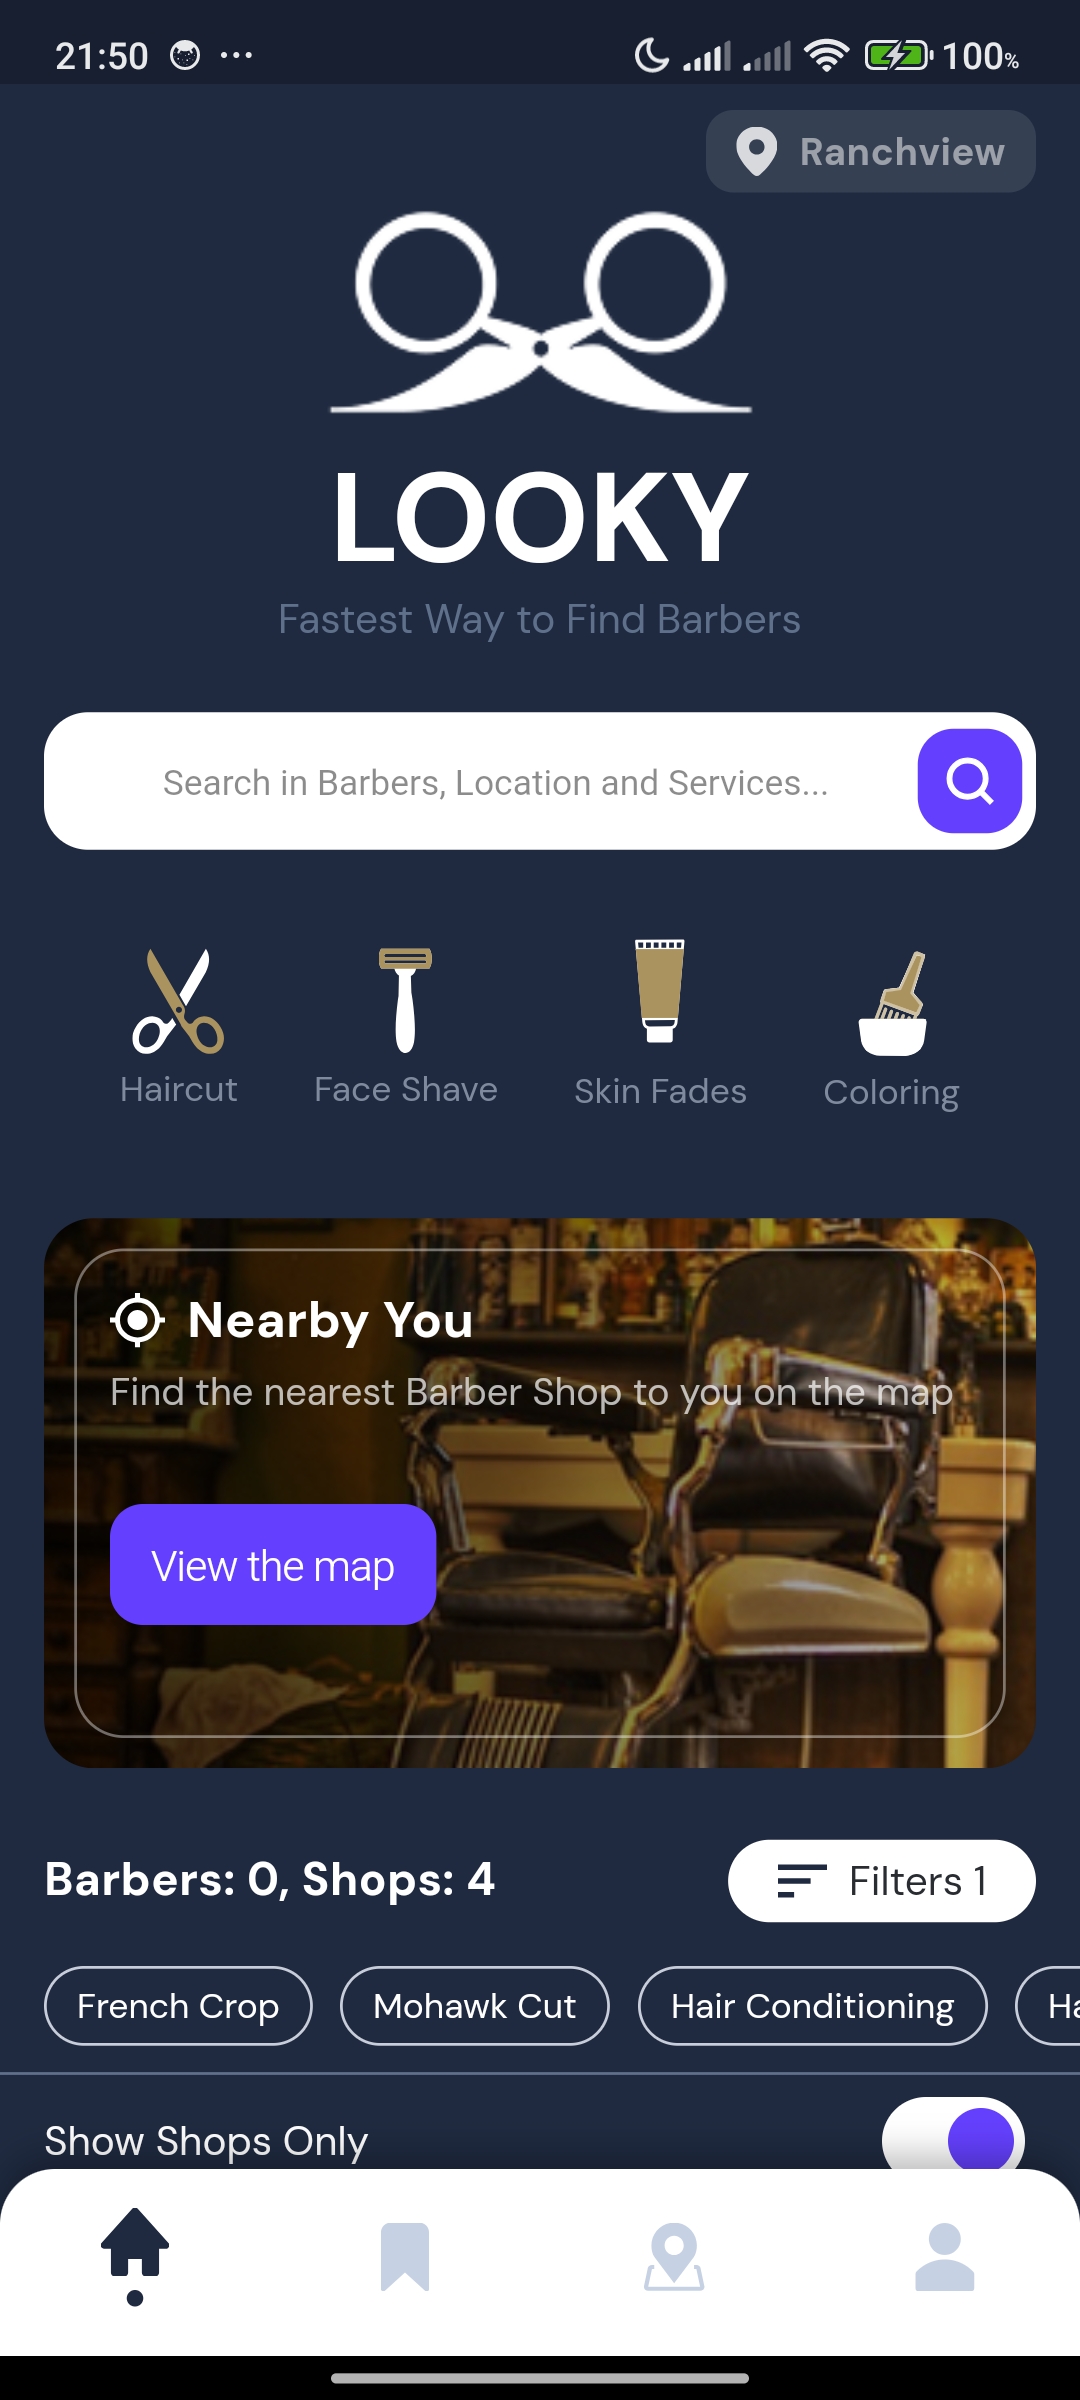 21:50
100%
Ranchview
LOOKY
Fastest Way to Find Barbers
Search in Barbers, Location and Services...
Haircut
Face Shave
Skin Fades
Coloring
Nearby You
Find the nearest Barber Shop to you on the map
View the map
Barbers: 0, Shops: 4
Filters 1
French Crop
Mohawk Cut
Hair Conditioning
Show Shops Only